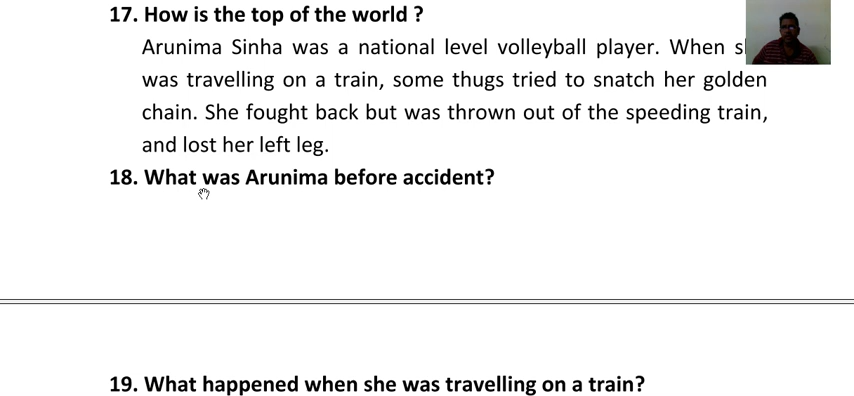 17. How is the top of the world ?
Arunima Sinha was a national level volleyball player. When
was travelling on a train, some thugs tried to snatch her golden
chain. She fought back but was thrown out of the speeding train,
and lost her left leg.
18. What was Arunima before accident?
19. What happened when she was travelling on a train?